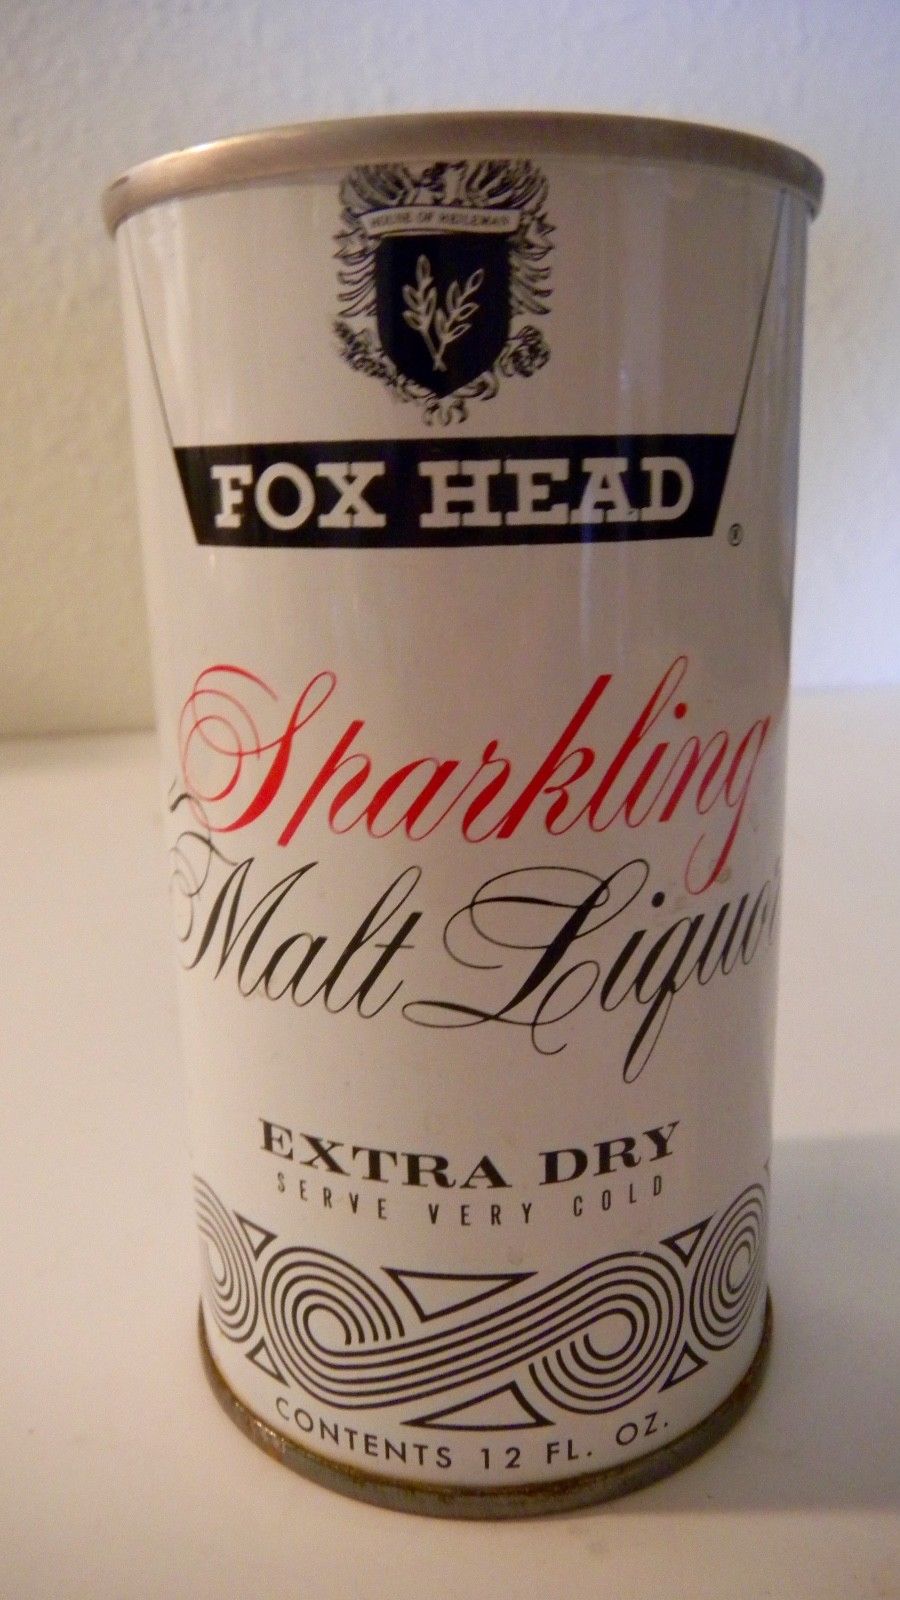 HOUSE OF HEILEMAN
FOX HEAD
®
Sparkling
Malt Liquor
EXTRA DRY
SERVE VERY COLD
CONTENTS 12 FL. OZ.